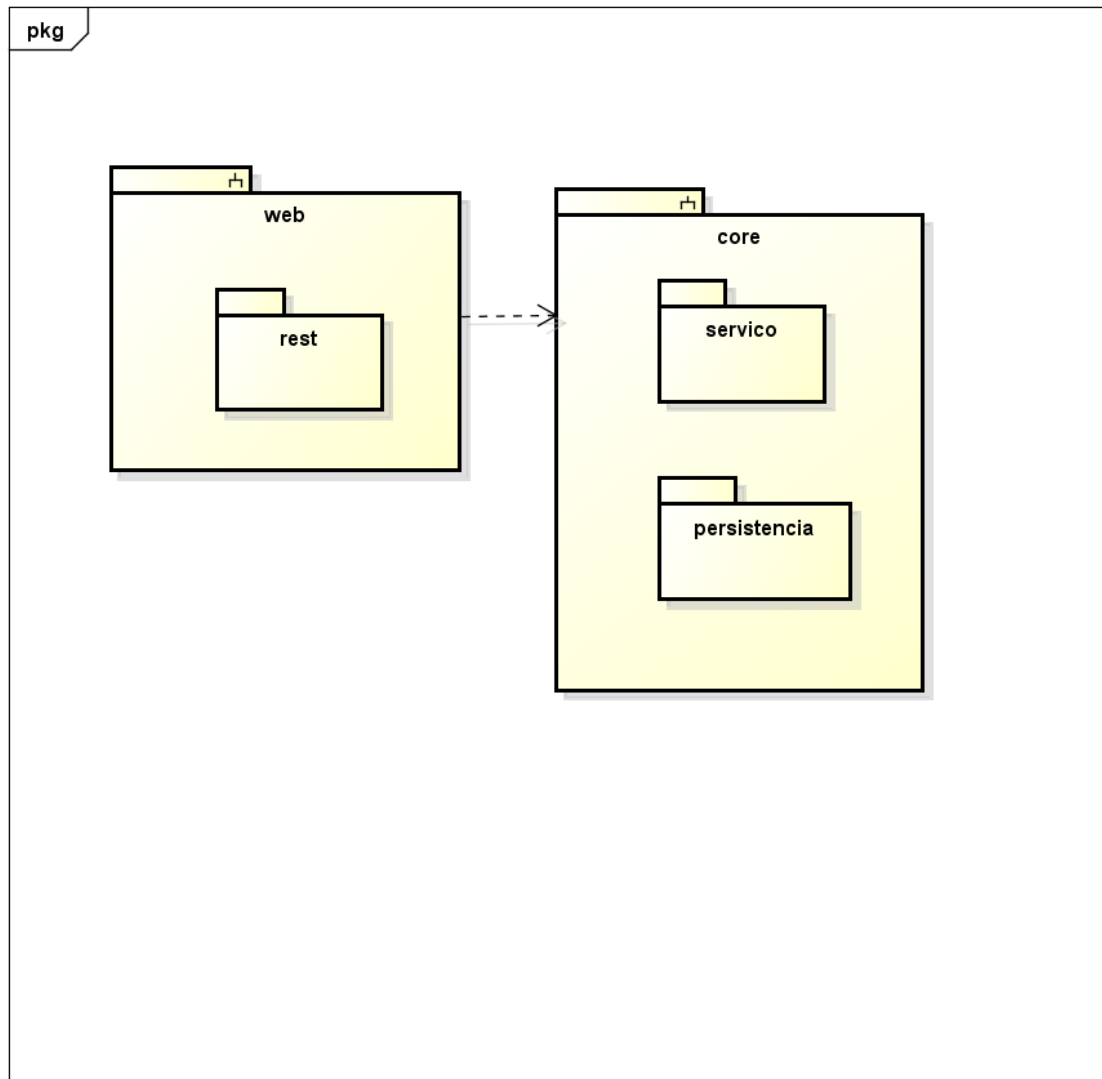 pkg
web
core
rest
servico
persistencia